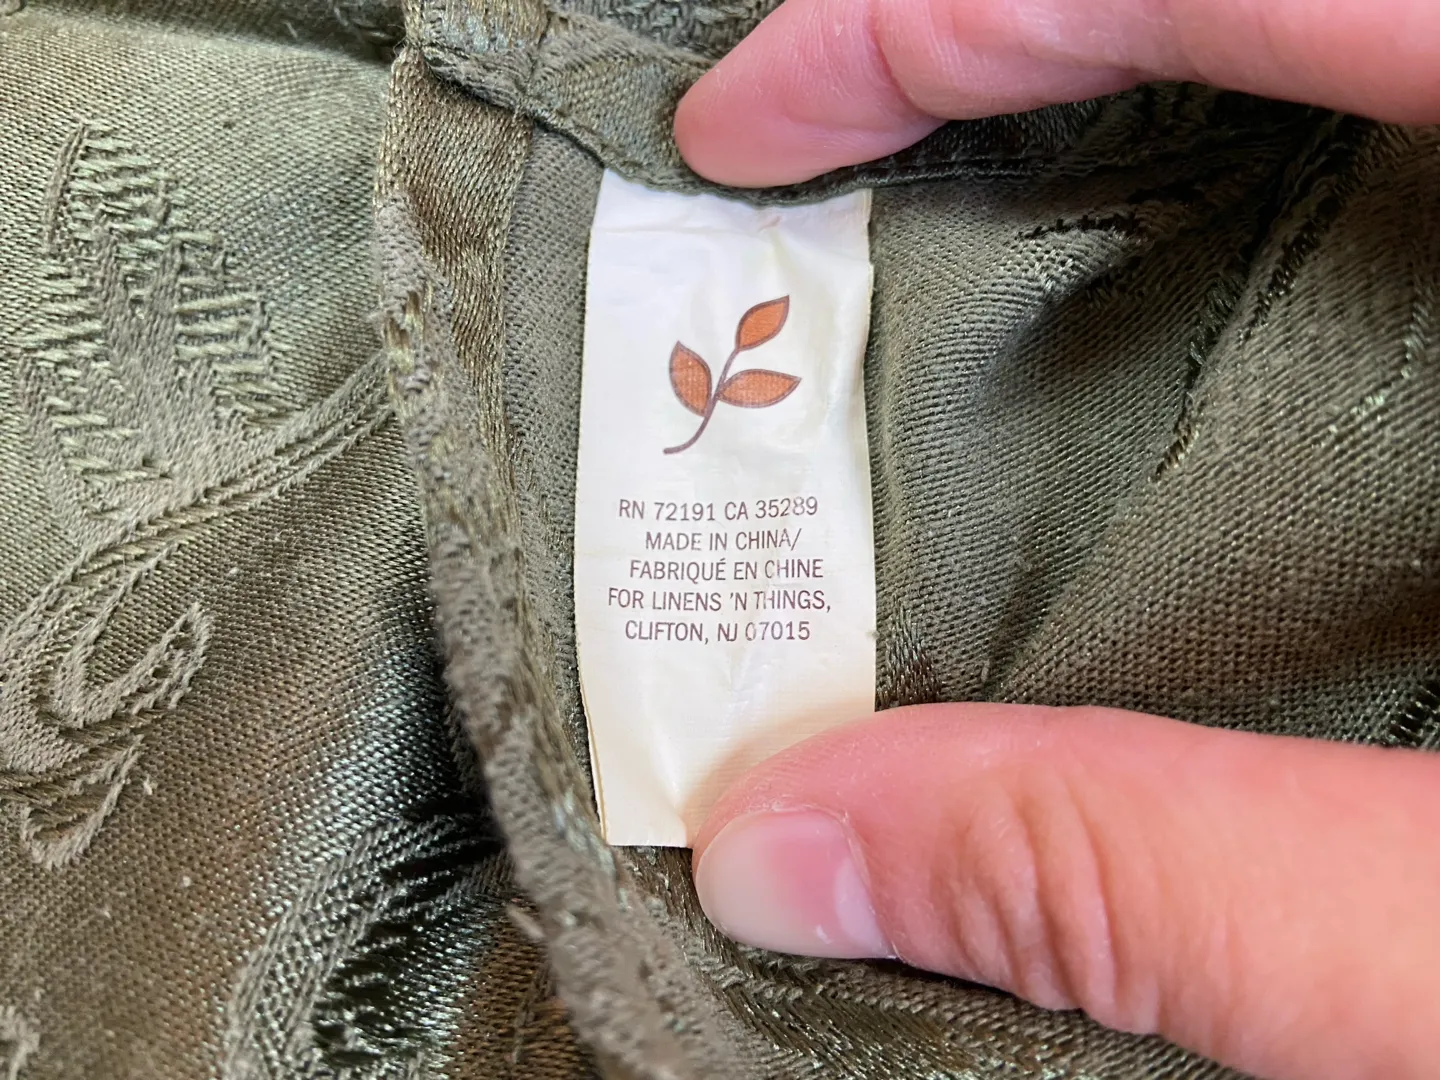 RN 72191 CA 35289
MADE IN CHINA/
FABRIQUÉ EN CHINE
FOR LINENS 'N THINGS,
CLIFTON, NJ 07015